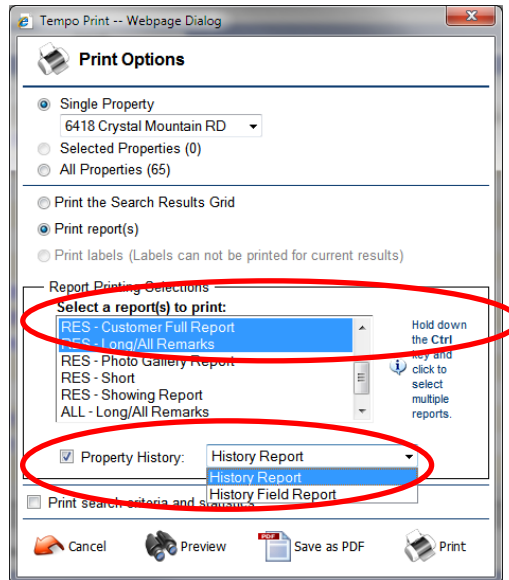 Tempo Print -- Webpage Dialog
x
Print Options
Single Property
6418 Crystal Mountain RD
Selected Properties (0)
All Properties (65)
Print the Search Results Grid
Print report(s)
Print labels (Labels can not be printed for current results)
Report Printing Selections
Select a report(s) to print:
RES - Customer Full Report
RES - Long/All Remarks
RES - Photo Gallery Report
RES - Short
RES - Showing Report
ALL - Long/All Remarks
Hold down
the Ctrl
key and
click to
select
multiple
reports.
Property History:
History Report
History Report
History Field Report
Print search criteria and statistics
Cancel
Preview
PDF
Save as PDF
Print